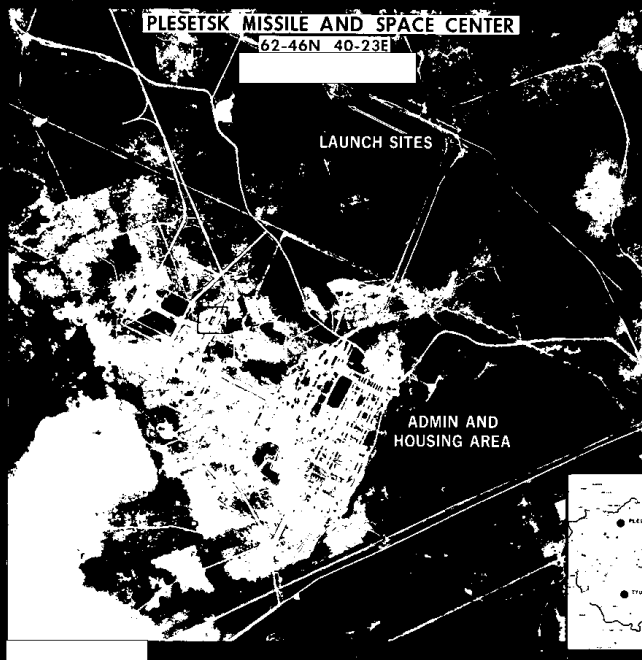 PLESETSK MISSILE AND SPACE CENTER
62-46N 40-23E
LAUNCH SITES
ADMIN AND
HOUSING AREA